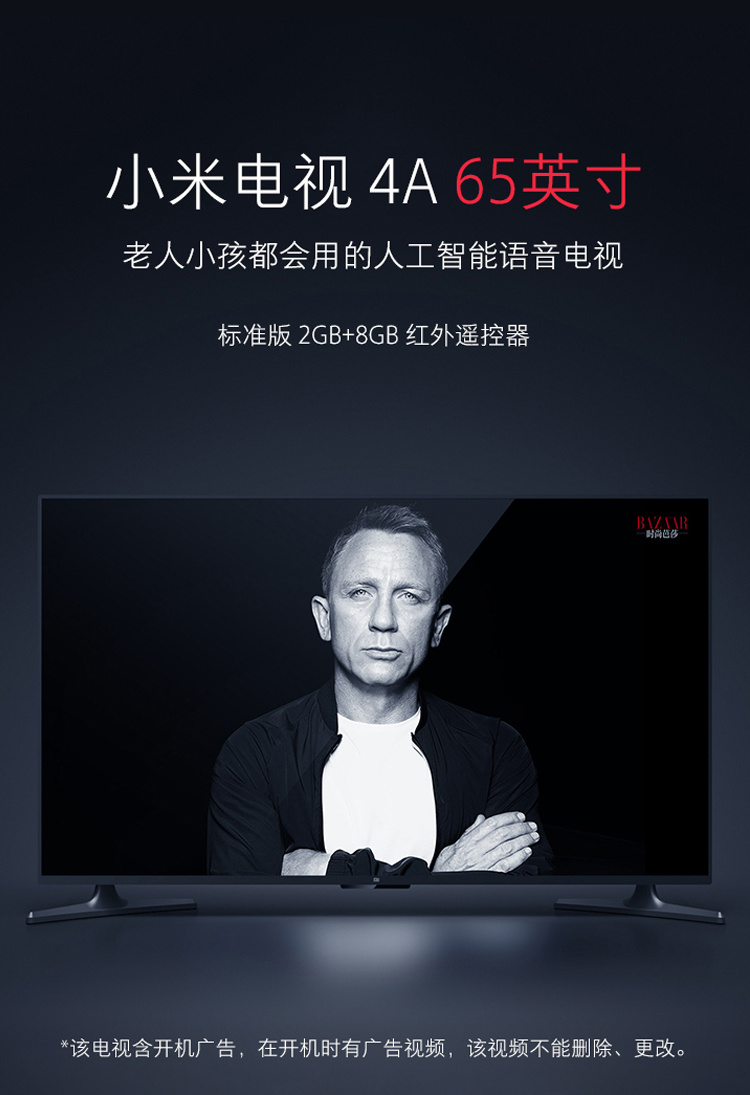 小米电视 4A 65英寸
老人小孩都会用的人工智能语音电视
标准版 2GB+8GB 红外遥控器
BAZAAR
时尚芭莎
*该电视含开机广告，在开机时有广告视频，该视频不能删除、更改。